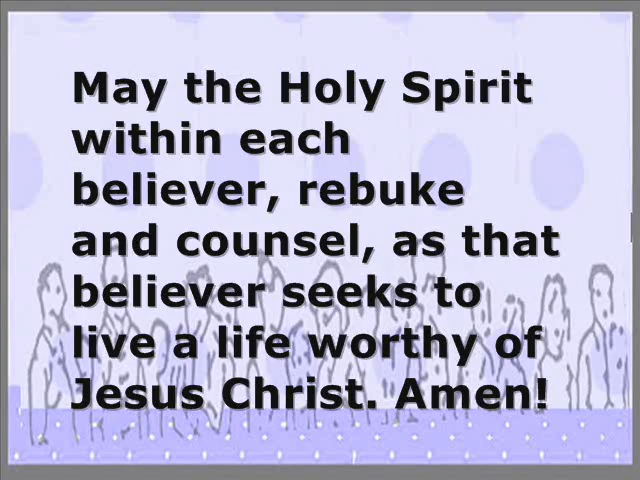 May the Holy Spirit
within each
believer, rebuke
and counsel, as that
believer seeks to
live a life worthy of
Jesus Christ. Amen!